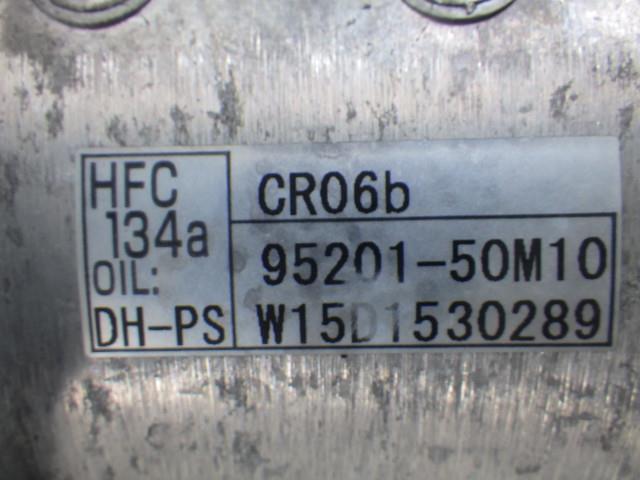 HFC
134a
OIL:
DH-PS
CR06b
95201-50M10
W15D1530289